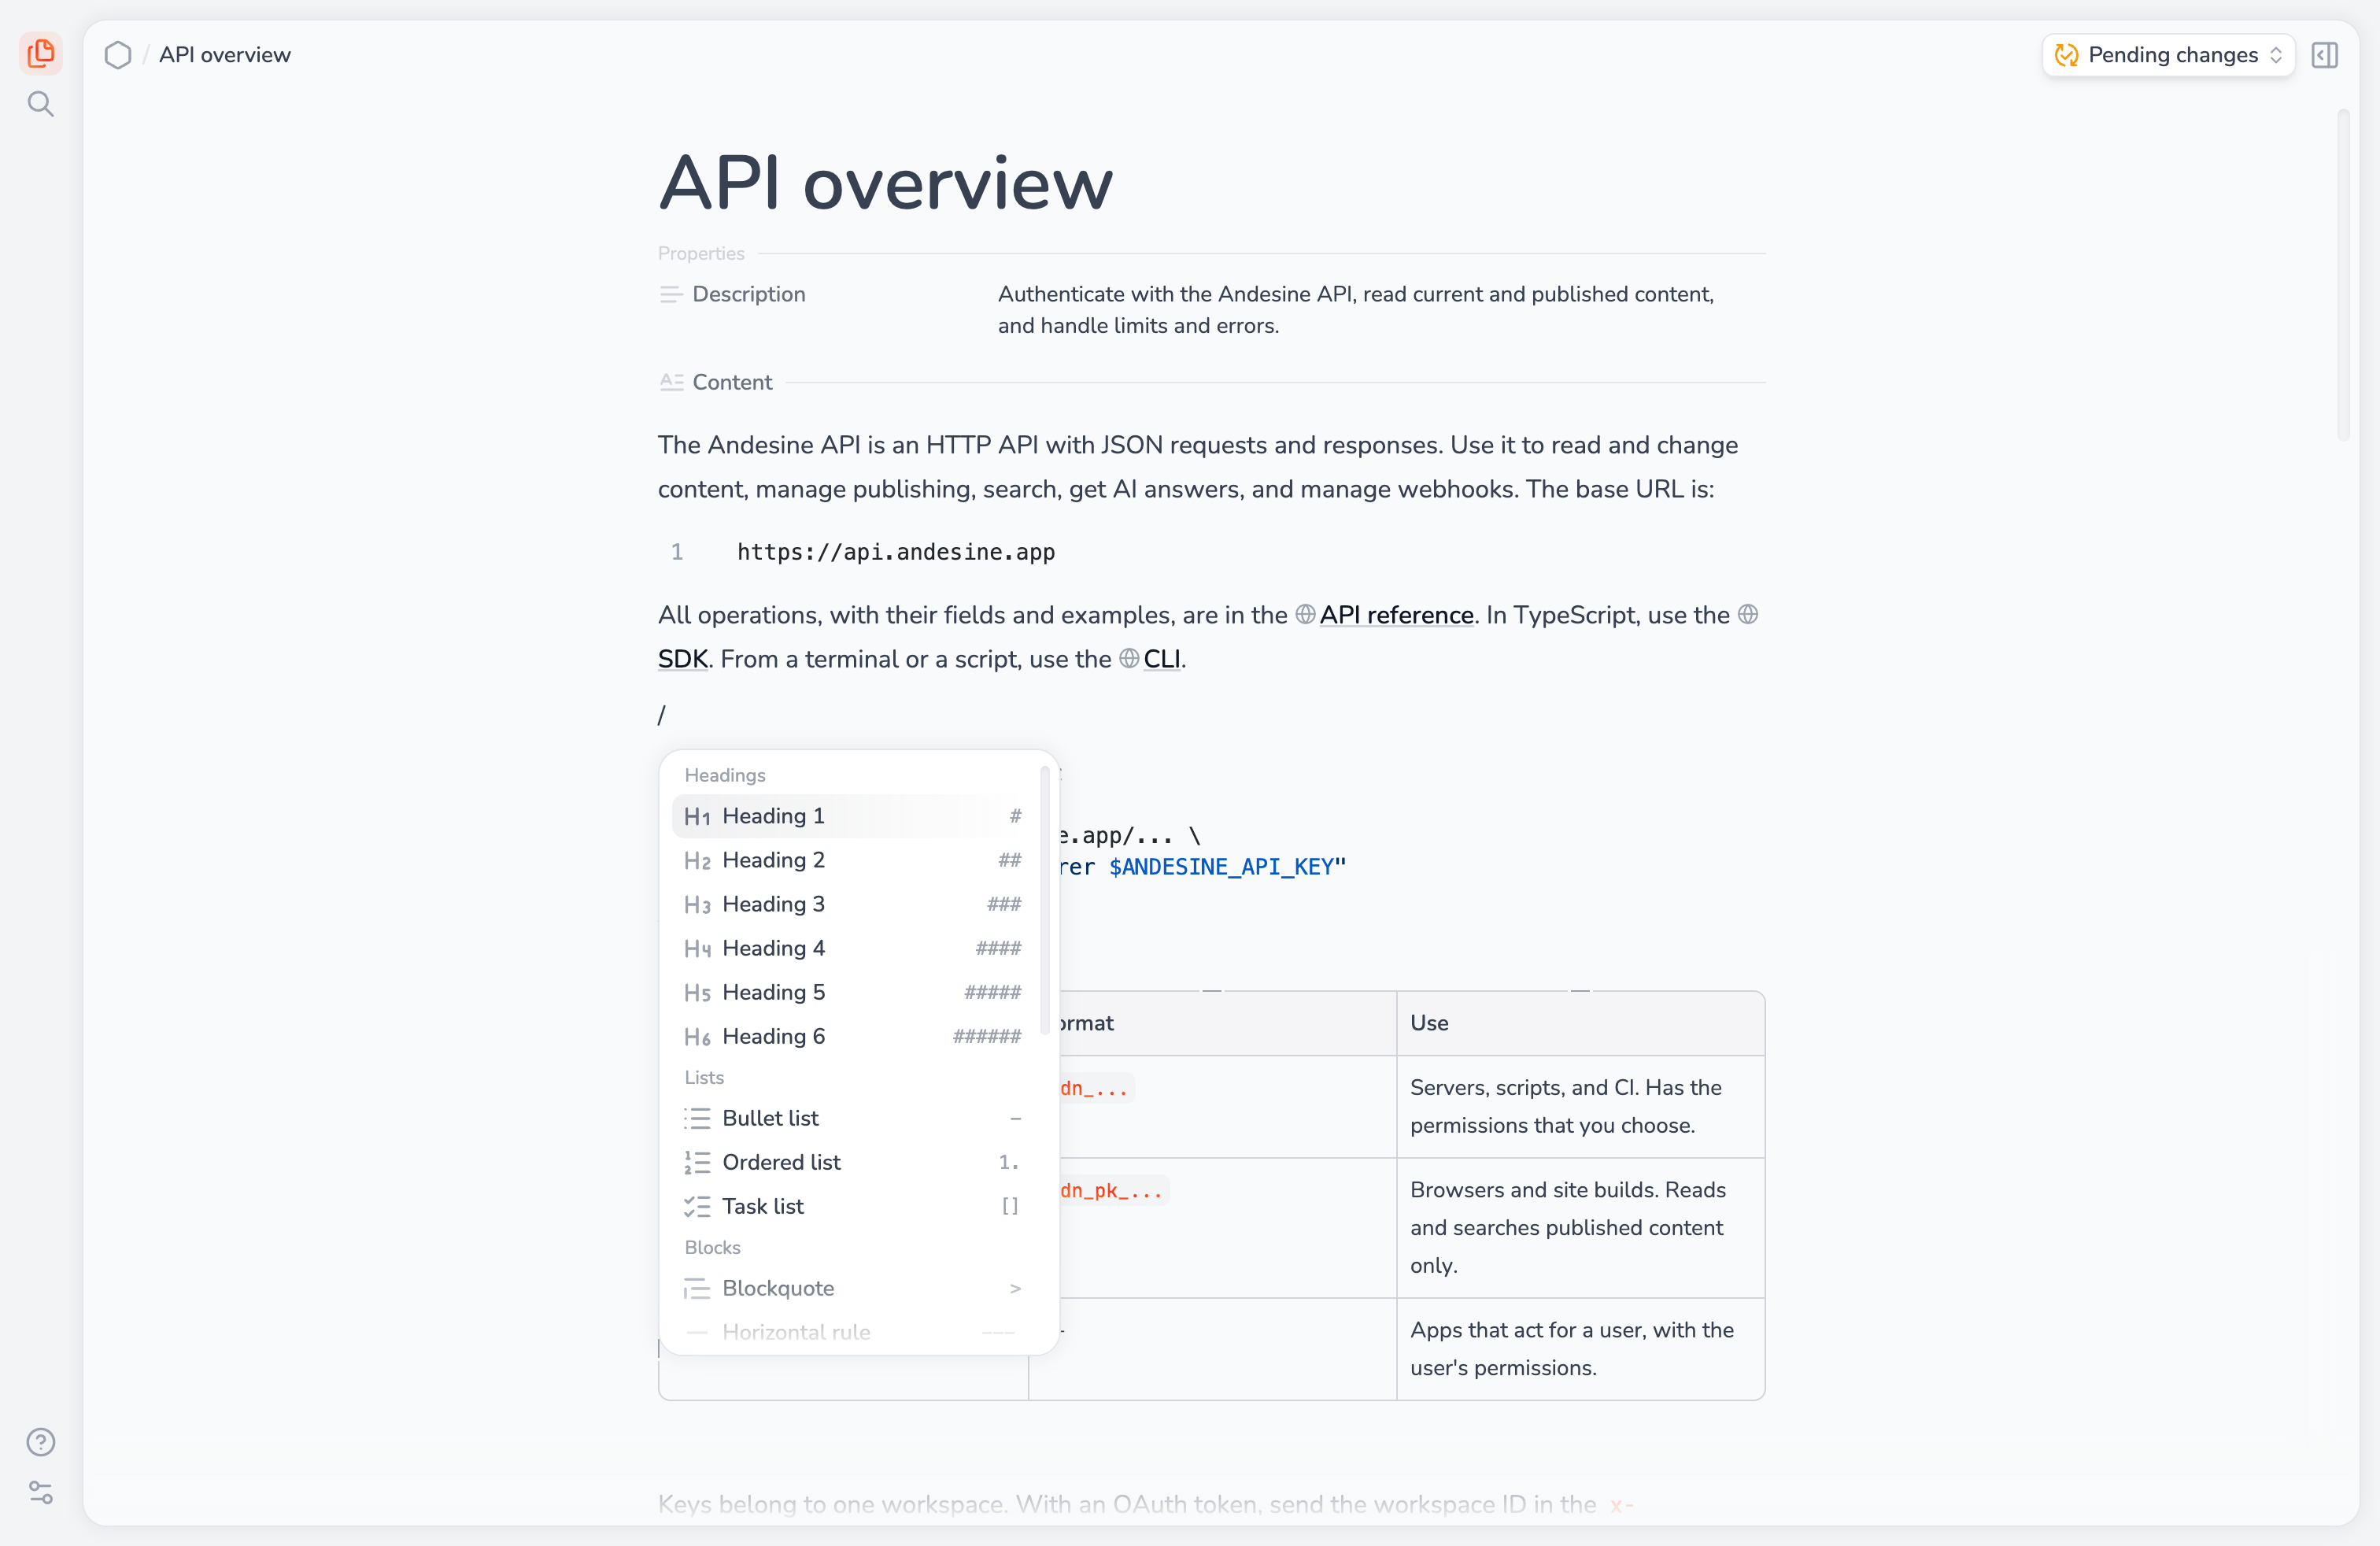 API overview
Pending changes
API overview
Properties
Description
Authenticate with the Andesine API, read current and published content,
and handle limits and errors.
Content
The Andesine API is an HTTP API with JSON requests and responses. Use it to read and change
content, manage publishing, search, get AI answers, and manage webhooks. The base URL is:
1 https://api.andesine.app
All operations, with their fields and examples, are in the API reference. In TypeScript, use the
SDK. From a terminal or a script, use the CLI.
/
Headings
H1 Heading 1 #
H2 Heading 2 ##
H3 Heading 3 ###
H4 Heading 4 ####
H5 Heading 5 #####
H6 Heading 6 ######
Lists
Bullet list -
Ordered list 1.
Task list []
Blocks
Blockquote >
Horizontal rule ---
e.app/... \
rer $ANDESINE_API_KEY"
ormat
Use
dn_...
Servers, scripts, and CI. Has the
permissions that you choose.
dn_pk_...
Browsers and site builds. Reads
and searches published content
only.
Apps that act for a user, with the
user's permissions.
Keys belong to one workspace. With an OAuth token, send the workspace ID in the x-